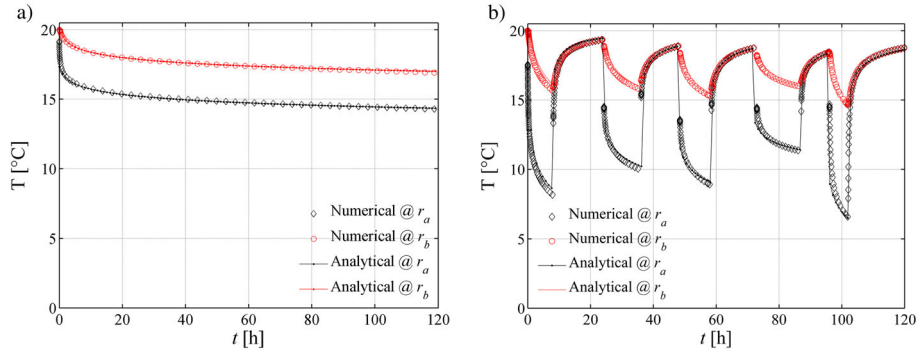 a)
20
15
10
5
0
T [°C]
Numerical @ r_a
Numerical @ r_b
Analytical @ r_a
Analytical @ r_b
0 20 40 60 80 100 120
t [h]
b)
20
15
10
5
0
T [°C]
Numerical @ r_a
Numerical @ r_b
Analytical @ r_a
Analytical @ r_b
0 20 40 60 80 100 120
t [h]